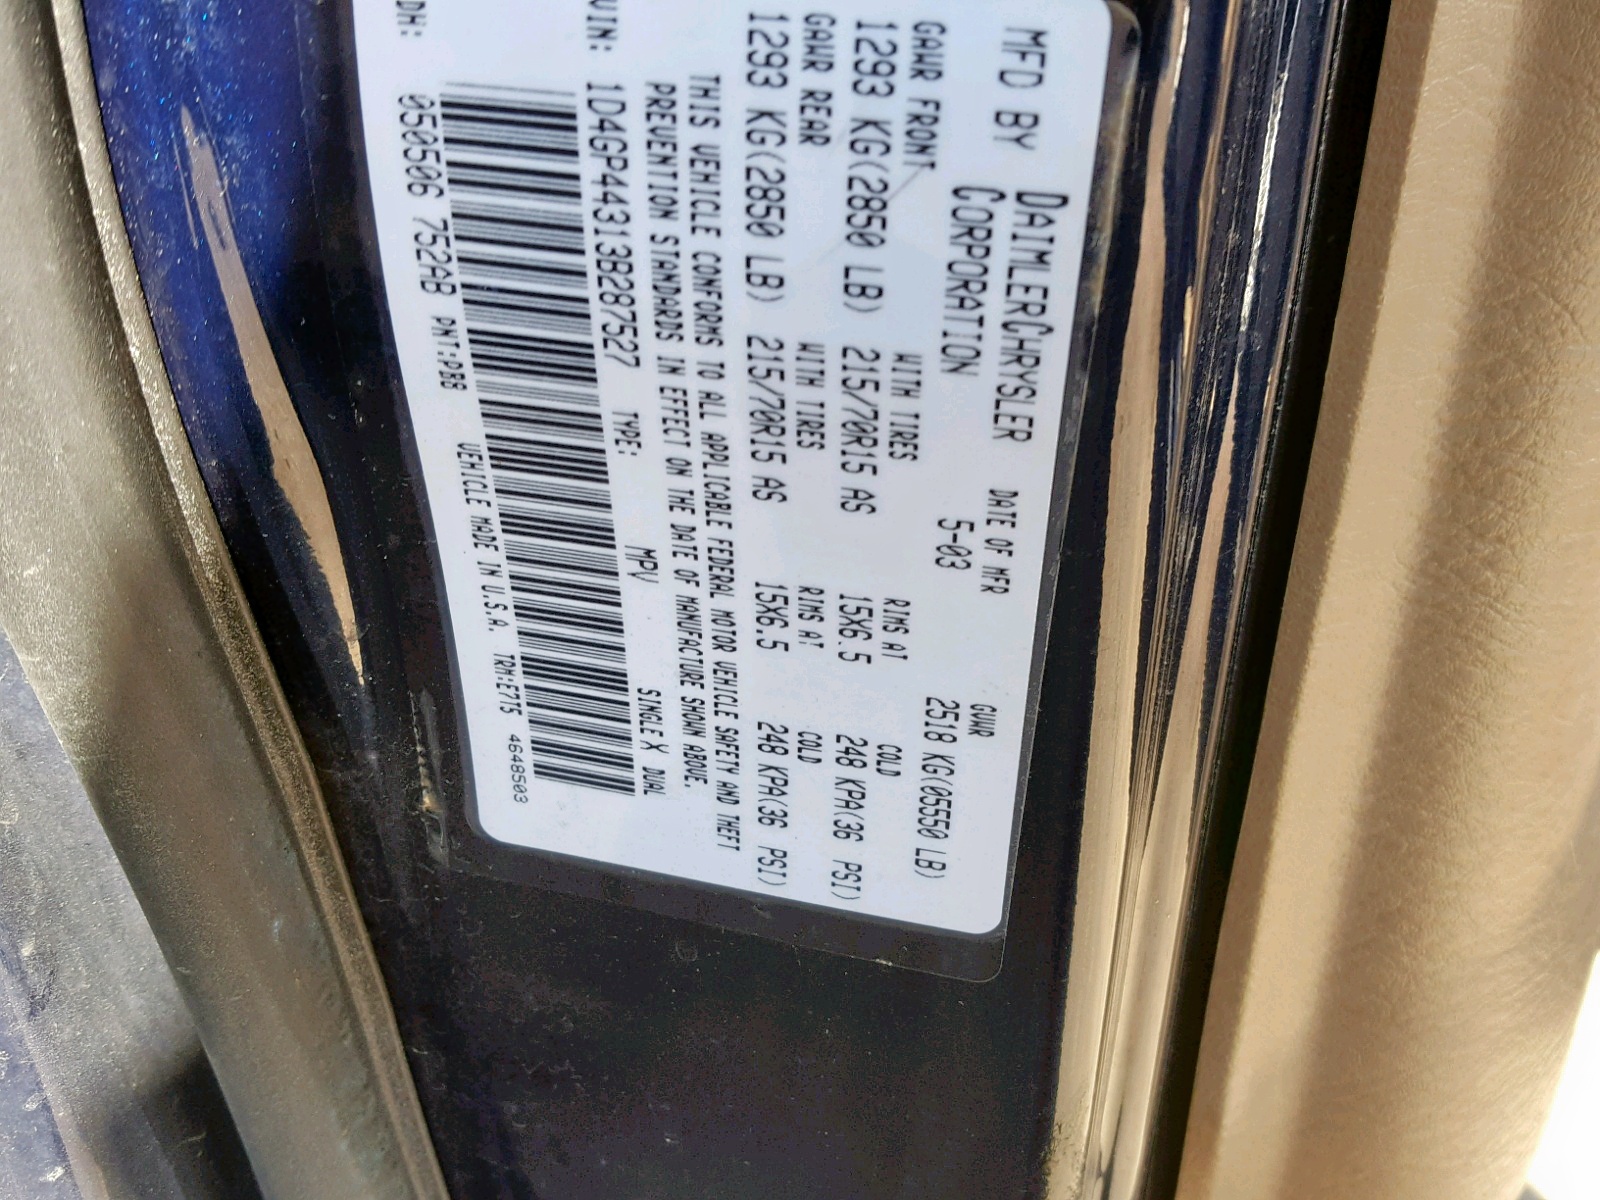 MFD BY DAIMLERCHRYSLER CORPORATION
DATE OF MFR 5-03
GVWR 2518 KG(05550 LB)
GAWR FRONT WITH TIRES RIMS AT COLD
1293 KG(2850 LB) 215/70R15 AS 15X6.5 248 KPA(36 PSI)
GAWR REAR WITH TIRES RIMS AT COLD
1293 KG(2850 LB) 215/70R15 AS 15X6.5 248 KPA(36 PSI)
THIS VEHICLE CONFORMS TO ALL APPLICABLE FEDERAL MOTOR VEHICLE SAFETY AND THEFT
PREVENTION STANDARDS IN EFFECT ON THE DATE OF MANUFACTURE SHOWN ABOVE.
VIN: 1D4GP44313B287527 TYPE: MPV SINGLE X DUAL
DH: 050506 752AB PNT:PBB VEHICLE MADE IN U.S.A. TRM:E7T5 4648503